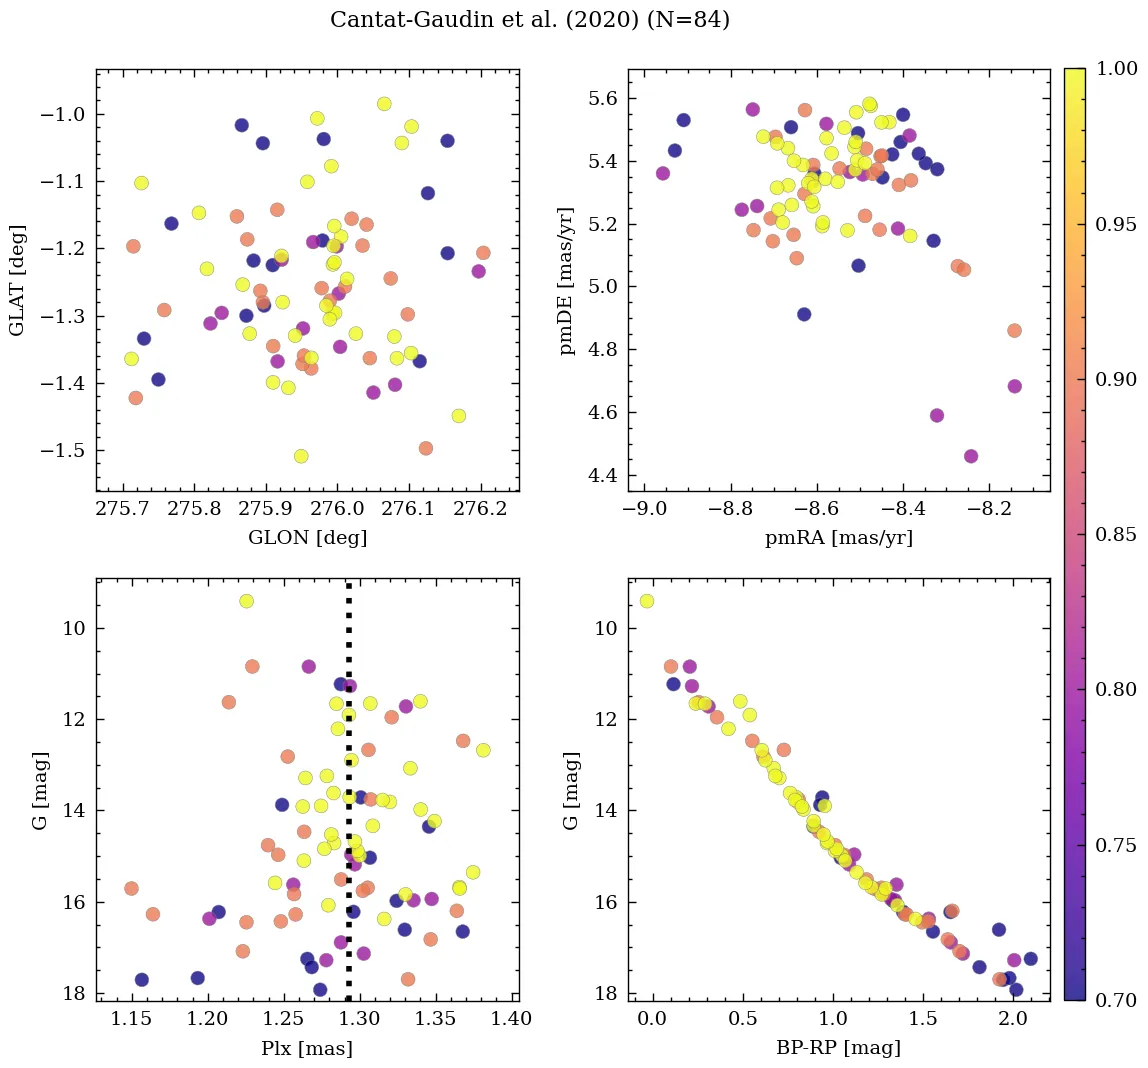 Cantat-Gaudin et al. (2020) (N=84)
−1.0
−1.1
−1.2
−1.3
−1.4
−1.5
GLAT [deg]
275.7 275.8 275.9 276.0 276.1 276.2
GLON [deg]
5.6
5.4
5.2
5.0
4.8
4.6
4.4
pmDE [mas/yr]
−9.0 −8.8 −8.6 −8.4 −8.2
pmRA [mas/yr]
10
12
14
16
18
G [mag]
1.15 1.20 1.25 1.30 1.35 1.40
Plx [mas]
10
12
14
16
18
G [mag]
0.0 0.5 1.0 1.5 2.0
BP-RP [mag]
1.00
0.95
0.90
0.85
0.80
0.75
0.70